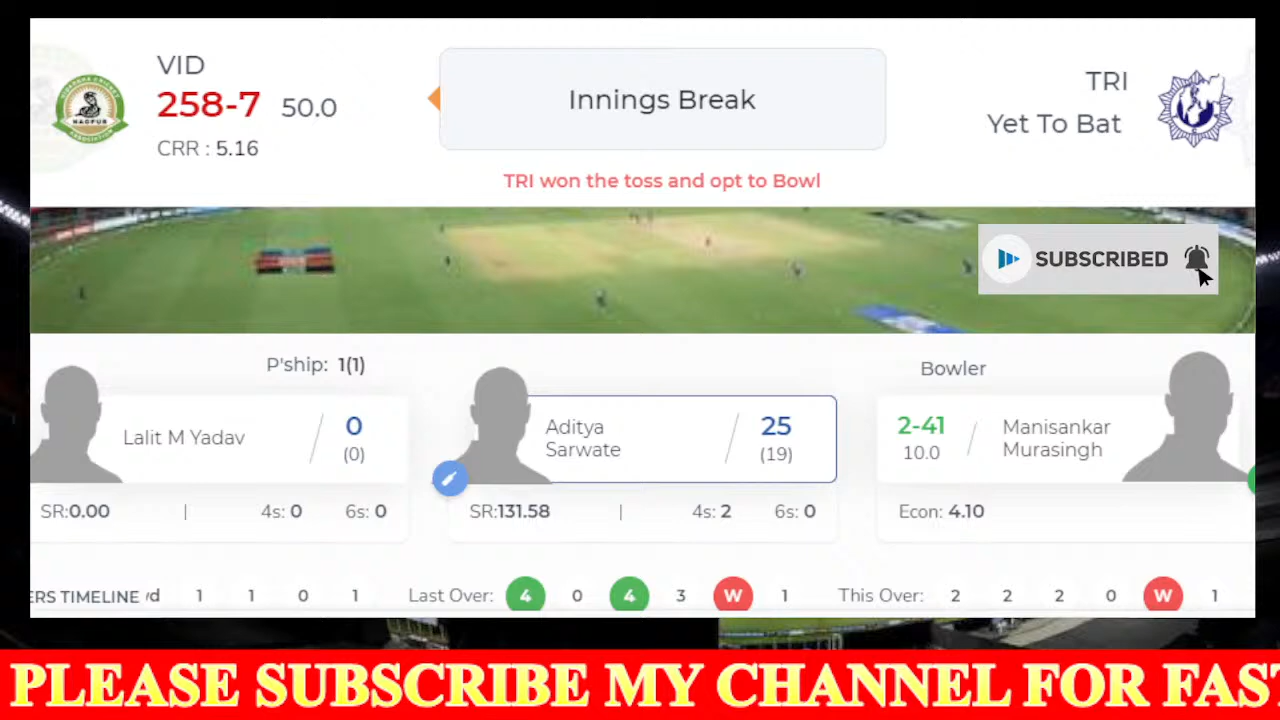 VID
258-7 50.0
CRR : 5.16
Innings Break
TRI won the toss and opt to Bowl
TRI
Yet To Bat
NAGPUR
SUBSCRIBED
P'ship: 1(1)
Bowler
Lalit M Yadav
0
(0)
SR:0.00 | 4s: 0 6s: 0
Aditya
Sarwate
25
(19)
SR:131.58 | 4s: 2 6s: 0
2-41
10.0
Manisankar
Murasingh
Econ: 4.10
ERS TIMELINE vd 1 1 0 1 Last Over: 4 0 4 3 W 1 This Over: 2 2 2 0 W 1
PLEASE SUBSCRIBE MY CHANNEL FOR FAST